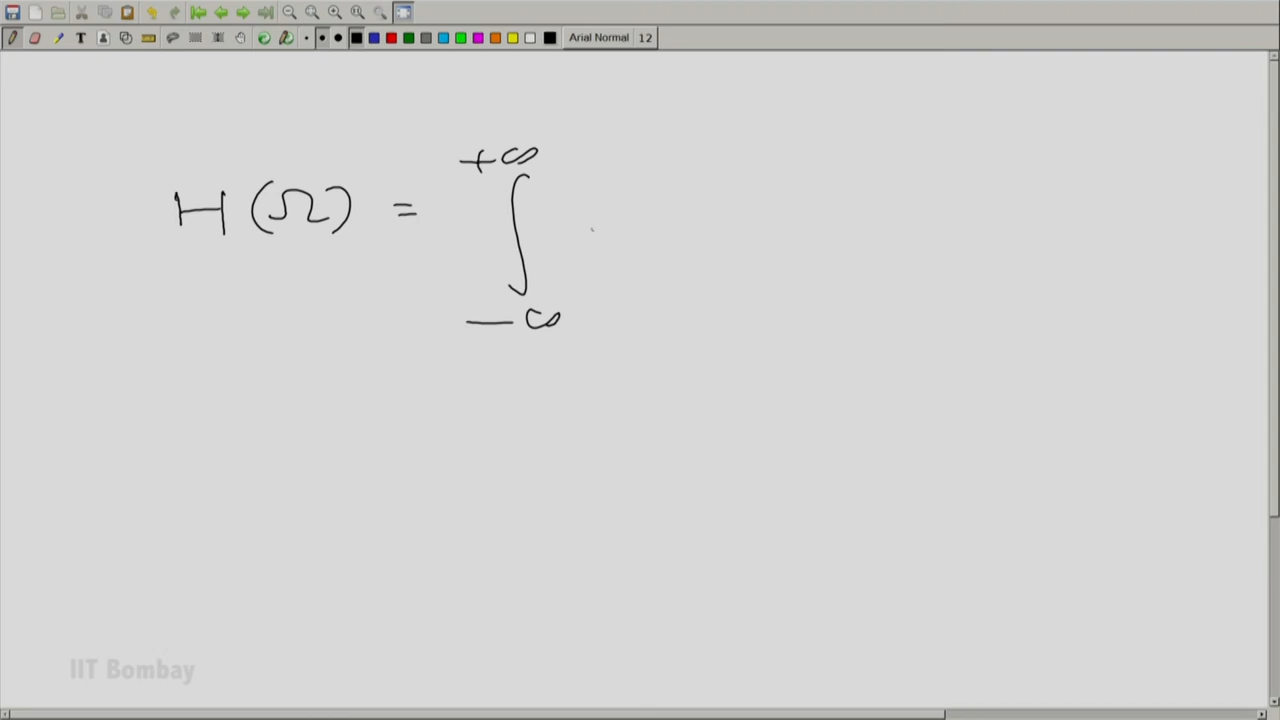 Arial Normal 12
+∞
H(Ω) = ∫
-∞
IIT Bombay